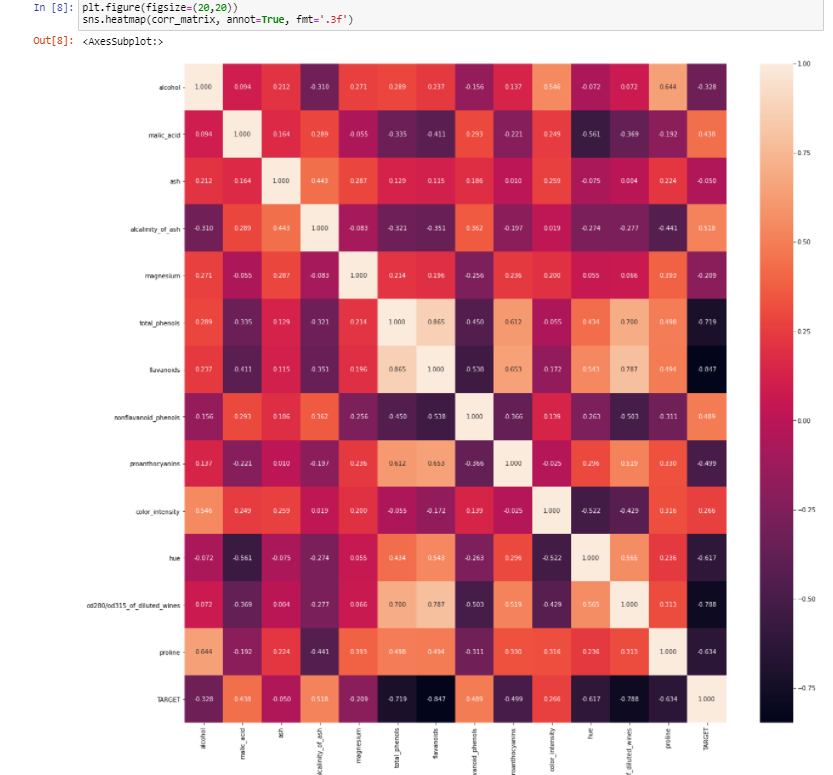 In [8]: plt.figure(figsize=(20,20))
sns.heatmap(corr_matrix, annot=True, fmt='.3f')
Out[8]: <AxesSubplot:>
alcohol 1.000 0.094 0.212 -0.310 0.271 0.289 0.237 -0.156 0.137 0.546 -0.072 0.072 0.644 -0.328
malic_acid 0.094 1.000 0.164 0.289 -0.055 -0.335 -0.411 0.293 -0.221 0.249 -0.561 -0.369 -0.192 0.438
ash 0.212 0.164 1.000 0.443 0.287 0.129 0.115 0.186 0.010 0.259 -0.075 0.004 0.224 -0.050
alcalinity_of_ash -0.310 0.289 0.443 1.000 -0.083 -0.321 -0.351 0.362 -0.197 0.019 -0.274 -0.277 -0.441 0.518
magnesium 0.271 -0.055 0.287 -0.083 1.000 0.214 0.196 -0.256 0.236 0.200 0.055 0.066 0.393 -0.209
total_phenols 0.289 -0.335 0.129 -0.321 0.214 1.000 0.865 -0.450 0.612 -0.055 0.434 0.700 0.498 -0.719
flavanoids 0.237 -0.411 0.115 -0.351 0.196 0.865 1.000 -0.538 0.653 -0.172 0.543 0.787 0.494 -0.847
nonflavanoid_phenols -0.156 0.293 0.186 0.362 -0.256 -0.450 -0.538 1.000 -0.366 0.139 -0.263 -0.503 -0.311 0.489
proanthocyanins 0.137 -0.221 0.010 -0.197 0.236 0.612 0.653 -0.366 1.000 -0.025 0.296 0.519 0.330 -0.499
color_intensity 0.546 0.249 0.259 0.019 0.200 -0.055 -0.172 0.139 -0.025 1.000 -0.522 -0.429 0.316 0.266
hue -0.072 -0.561 -0.075 -0.274 0.055 0.434 0.543 -0.263 0.296 -0.522 1.000 0.565 0.236 -0.617
od280/od315_of_diluted_wines 0.072 -0.369 0.004 -0.277 0.066 0.700 0.787 -0.503 0.519 -0.429 0.565 1.000 0.313 -0.788
proline 0.644 -0.192 0.224 -0.441 0.393 0.498 0.494 -0.311 0.330 0.316 0.236 0.313 1.000 -0.634
TARGET -0.328 0.438 -0.050 0.518 -0.209 -0.719 -0.847 0.489 -0.499 0.266 -0.617 -0.788 -0.634 1.000
alcohol
malic_acid
ash
lcalinity_of_ash
magnesium
total_phenols
flavanoids
vanoid_phenols
roanthocyanins
color_intensity
hue
f_diluted_wines
proline
TARGET
1.00
0.75
0.50
0.25
0.00
-0.25
-0.50
-0.75